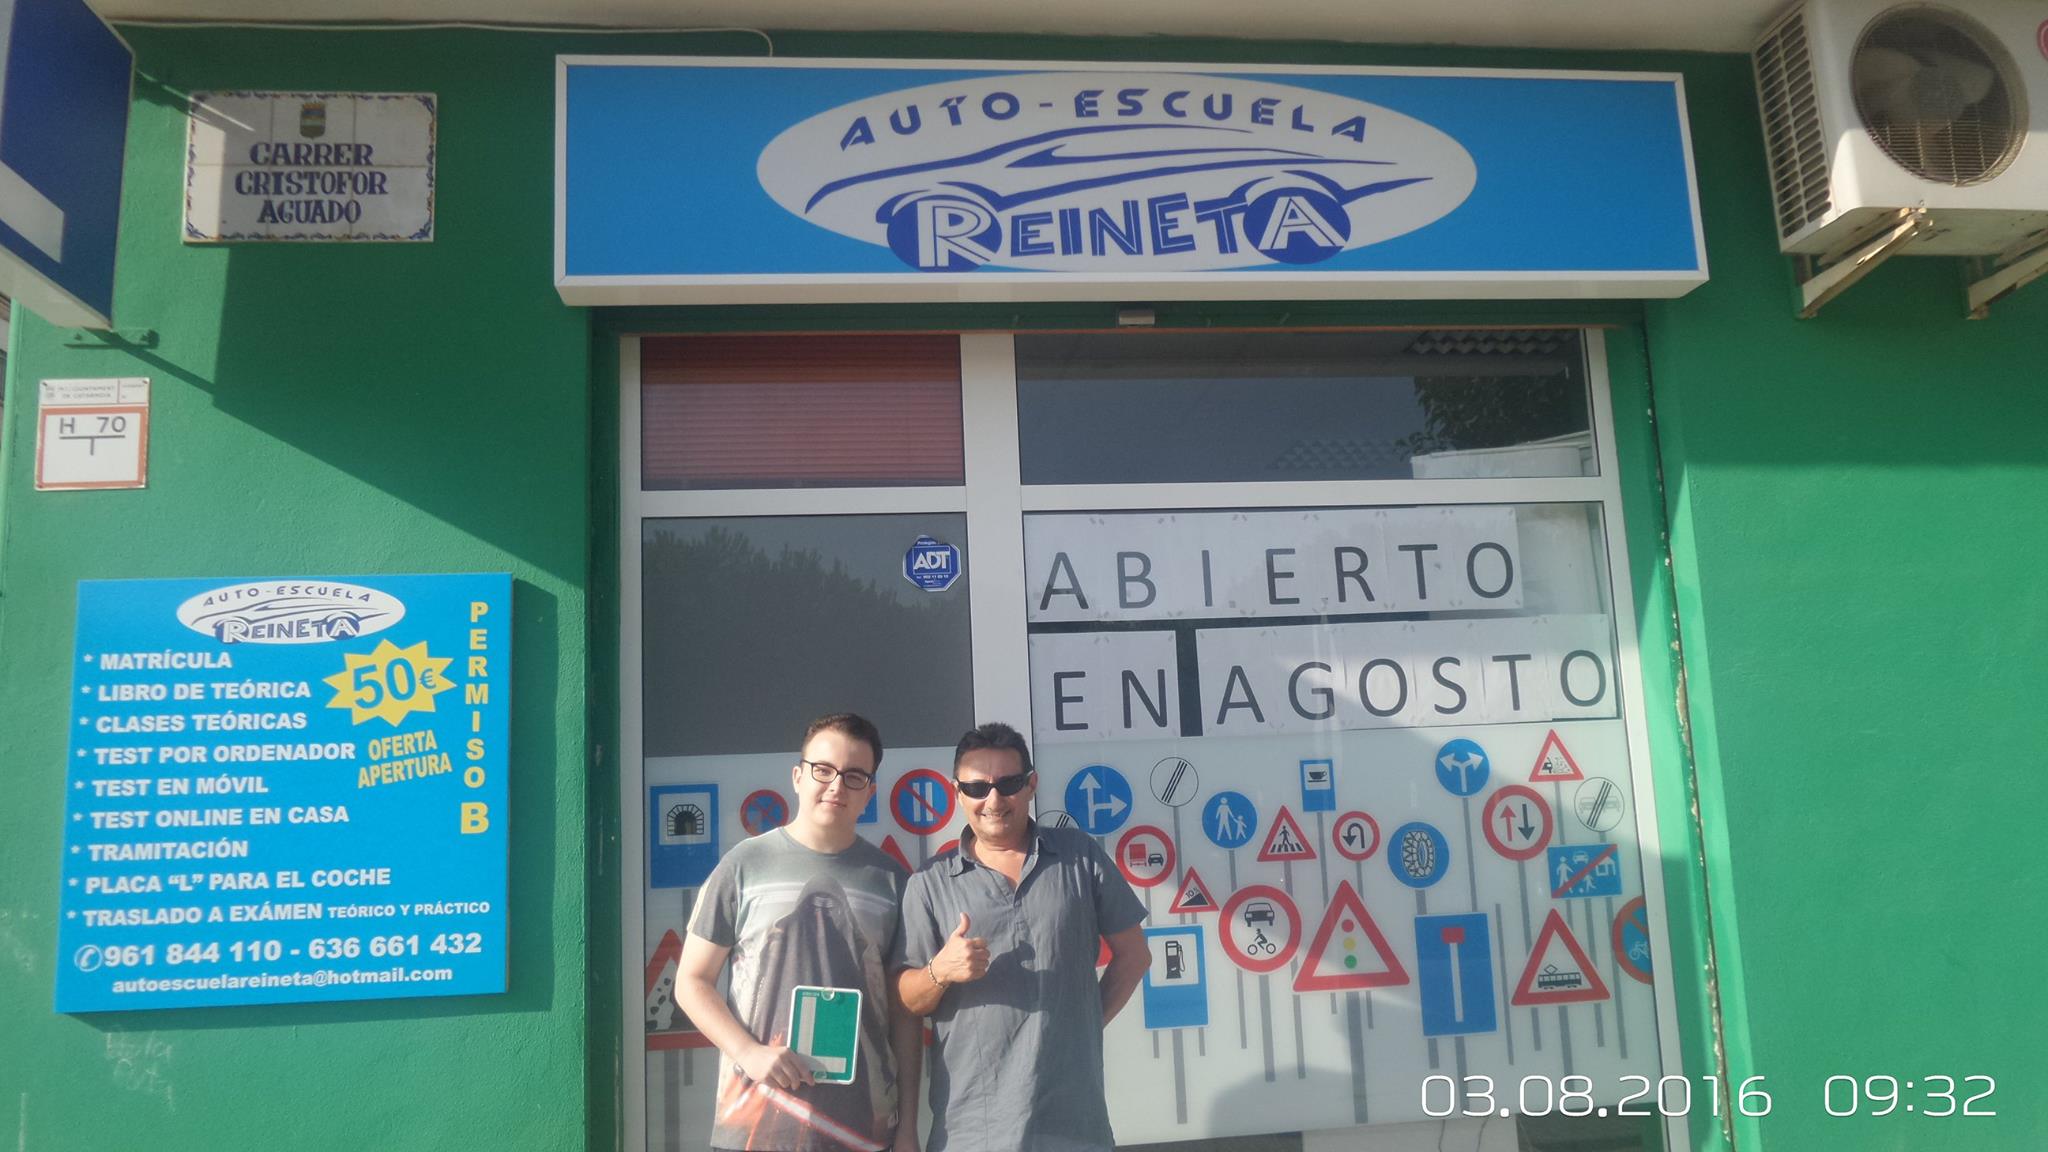 CARRER
CRISTÒFOR
AGUADO
AUTO-ESCUELA
REINETA
H 70
ADT
ABIERTO
EN AGOSTO
AUTO-ESCUELA
REINETA
PERMISO B
* MATRÍCULA
* LIBRO DE TEÓRICA
* CLASES TEÓRICAS
* TEST POR ORDENADOR
* TEST EN MÓVIL
* TEST ONLINE EN CASA
* TRAMITACIÓN
* PLACA “L” PARA EL COCHE
* TRASLADO A EXÁMEN TEÓRICO Y PRÁCTICO
50€
OFERTA
APERTURA
961 844 110 - 636 661 432
autoescuelareineta@hotmail.com
10%
L
03.08.2016 09:32